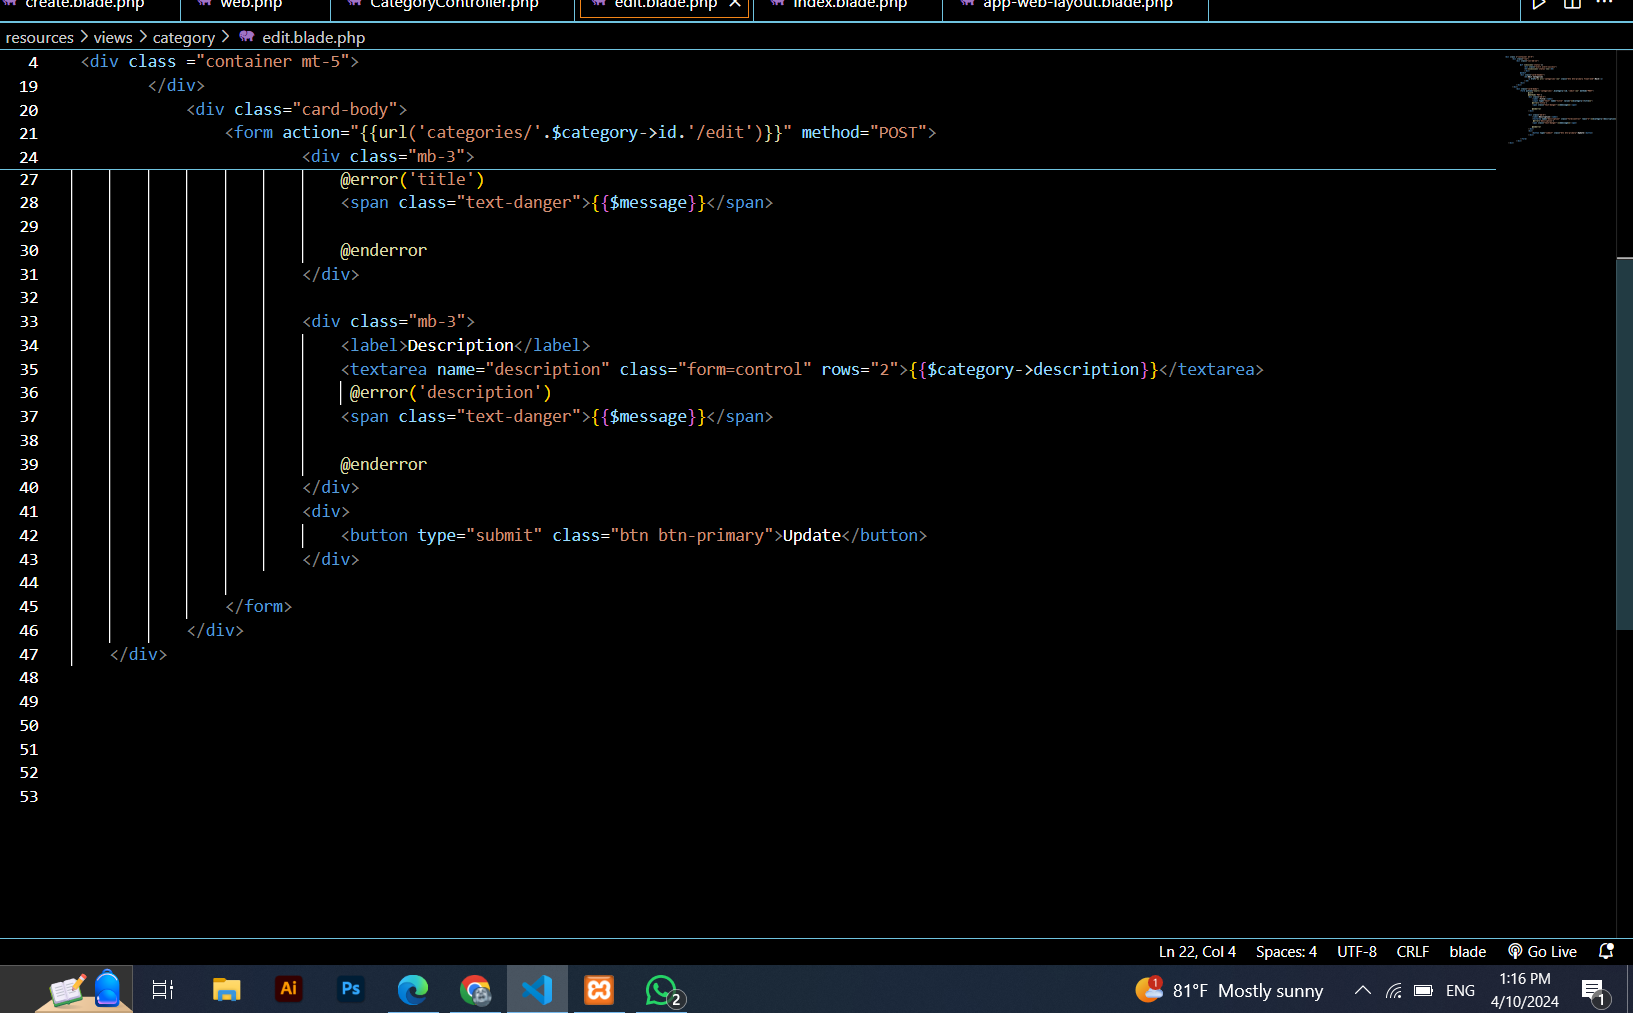 create.blade.php web.php CategoryController.php edit.blade.php × index.blade.php app-web-layout.blade.php
resources > views > category > edit.blade.php
4 <div class ="container mt-5">
19 </div>
20 <div class="card-body">
21 <form action="{{url('categories/'.$category->id.'/edit')}}" method="POST">
24 <div class="mb-3">
27 @error('title')
28 <span class="text-danger">{{$message}}</span>
29
30 @enderror
31 </div>
32
33 <div class="mb-3">
34 <label>Description</label>
35 <textarea name="description" class="form=control" rows="2">{{$category->description}}</textarea>
36 @error('description')
37 <span class="text-danger">{{$message}}</span>
38
39 @enderror
40 </div>
41 <div>
42 <button type="submit" class="btn btn-primary">Update</button>
43 </div>
44
45 </form>
46 </div>
47 </div>
48
49
50
51
52
53
Ln 22, Col 4 Spaces: 4 UTF-8 CRLF blade Go Live
Ai Ps 2 1 81°F Mostly sunny ENG 1:16 PM
4/10/2024 1